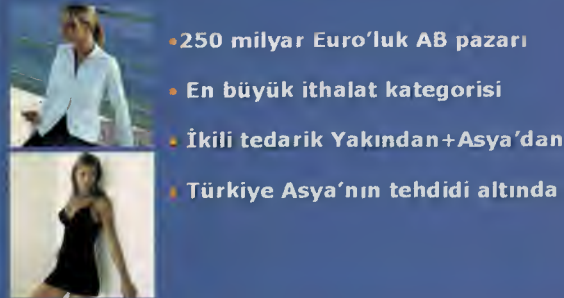 •250 milyar Euro’luk AB pazarı
• En büyük ithalat kategorisi
• İkili tedarik Yakından+Asya’dan
• Türkiye Asya’nın tehdidi altında